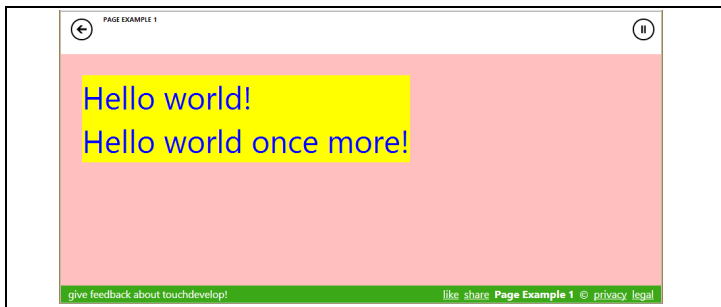 PAGE EXAMPLE 1
Hello world!
Hello world once more!
give feedback about touchdevelop! like share Page Example 1 © privacy legal